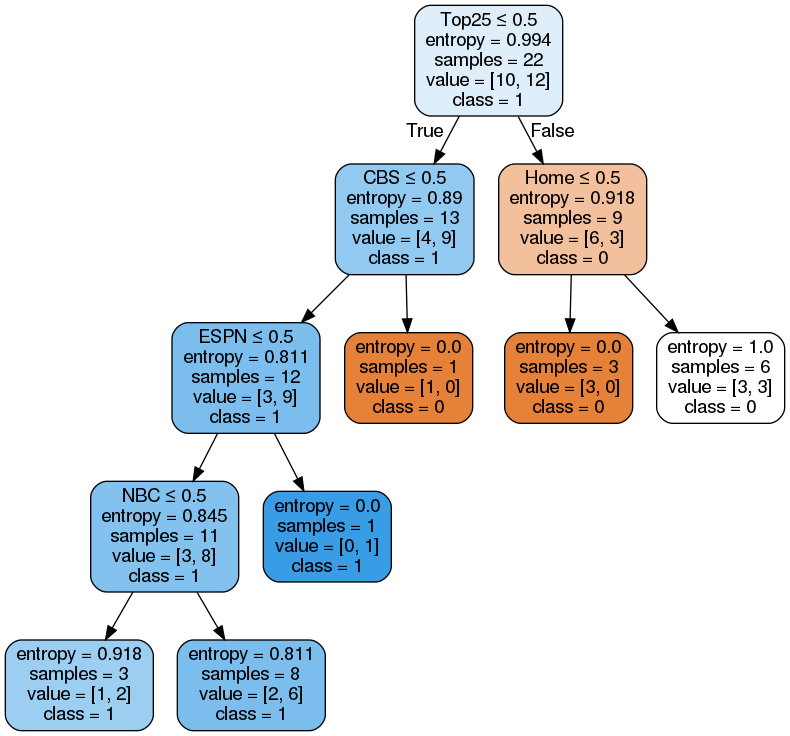 Top25 ≤ 0.5
entropy = 0.994
samples = 22
value = [10, 12]
class = 1
True
False
CBS ≤ 0.5
entropy = 0.89
samples = 13
value = [4, 9]
class = 1
Home ≤ 0.5
entropy = 0.918
samples = 9
value = [6, 3]
class = 0
ESPN ≤ 0.5
entropy = 0.811
samples = 12
value = [3, 9]
class = 1
entropy = 0.0
samples = 1
value = [1, 0]
class = 0
entropy = 0.0
samples = 3
value = [3, 0]
class = 0
entropy = 1.0
samples = 6
value = [3, 3]
class = 0
NBC ≤ 0.5
entropy = 0.845
samples = 11
value = [3, 8]
class = 1
entropy = 0.0
samples = 1
value = [0, 1]
class = 1
entropy = 0.918
samples = 3
value = [1, 2]
class = 1
entropy = 0.811
samples = 8
value = [2, 6]
class = 1